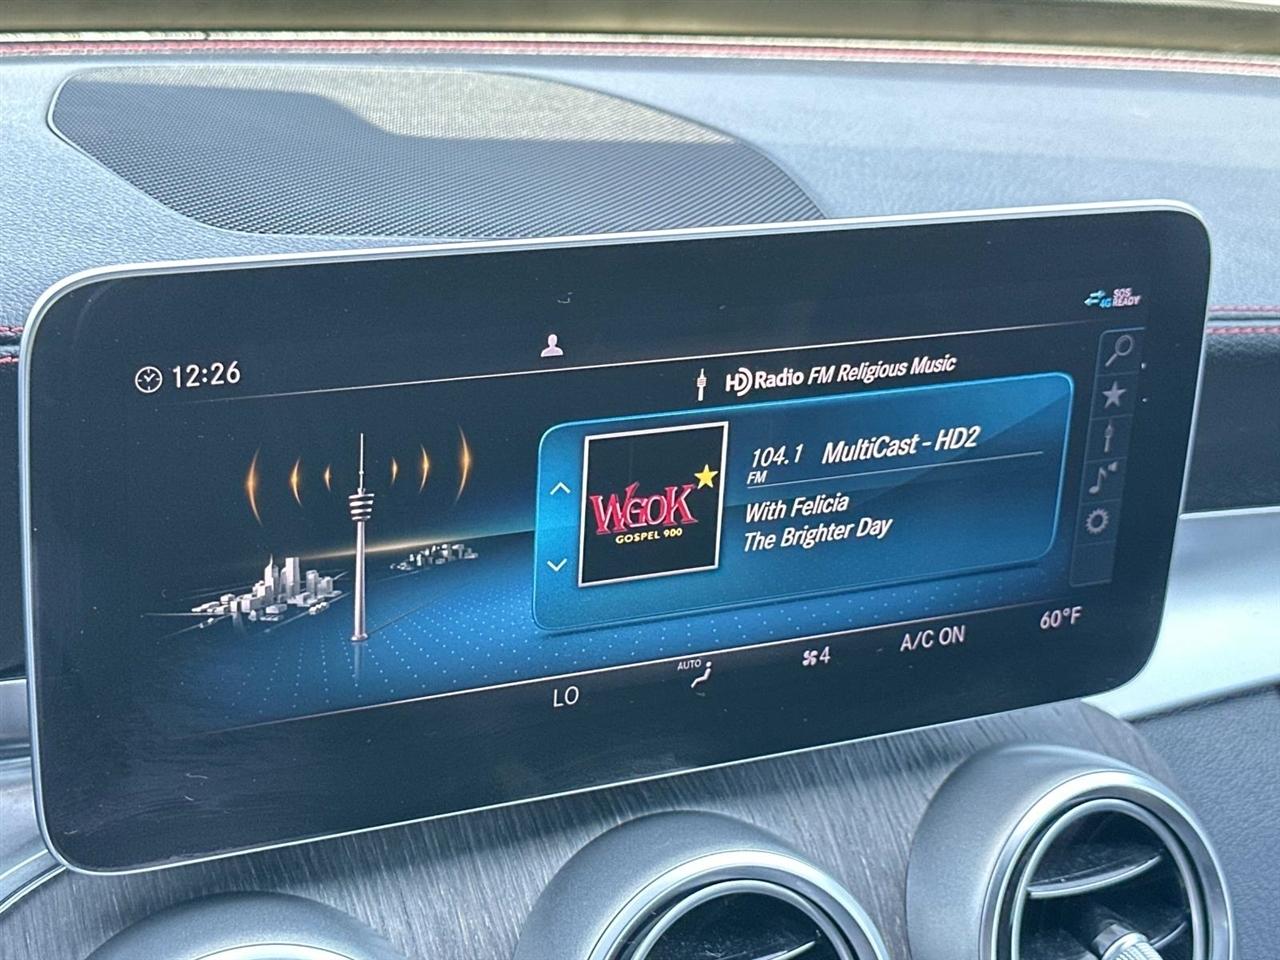 4G SOS
READY
12:26
HD Radio FM Religious Music
104.1 MultiCast - HD2
FM
WGOK
GOSPEL 900
With Felicia
The Brighter Day
LO
AUTO
4
A/C ON
60°F